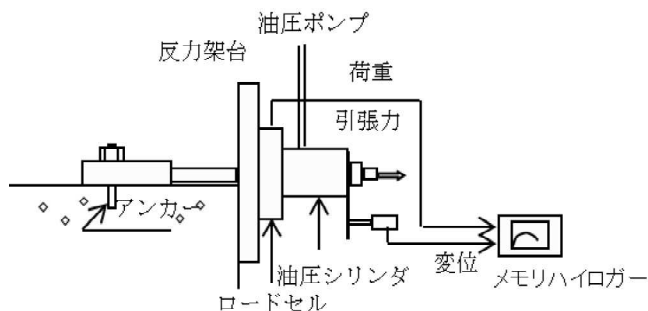 油圧ポンプ
反力架台
荷重
引張力
アンカー
油圧シリンダ
変位
メモリハイロガー
ロードセル